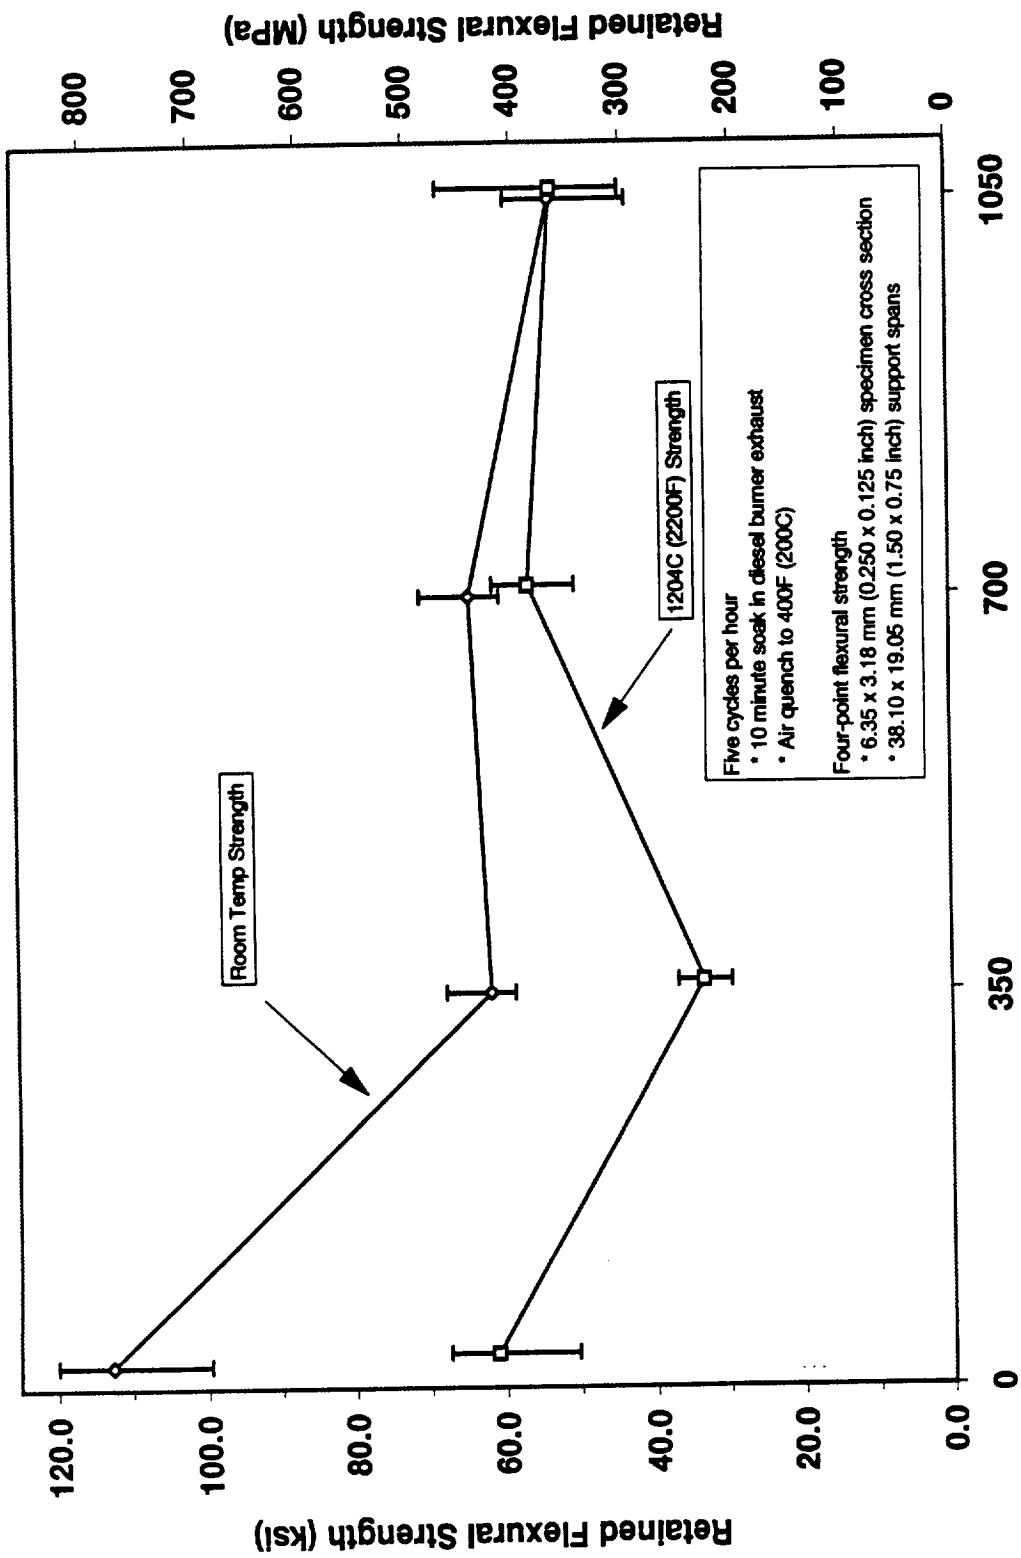 Retained Flexural Strength (ksi)
120.0
100.0
80.0
60.0
40.0
20.0
0.0
Retained Flexural Strength (MPa)
800
700
600
500
400
300
200
100
0
Room Temp Strength
1204C (2200F) Strength
Five cycles per hour
* 10 minute soak in diesel burner exhaust
* Air quench to 400F (200C)
Four-point flexural strength
* 6.35 x 3.18 mm (0.250 x 0.125 inch) specimen cross section
* 38.10 x 19.05 mm (1.50 x 0.75 inch) support spans
0
350
700
1050